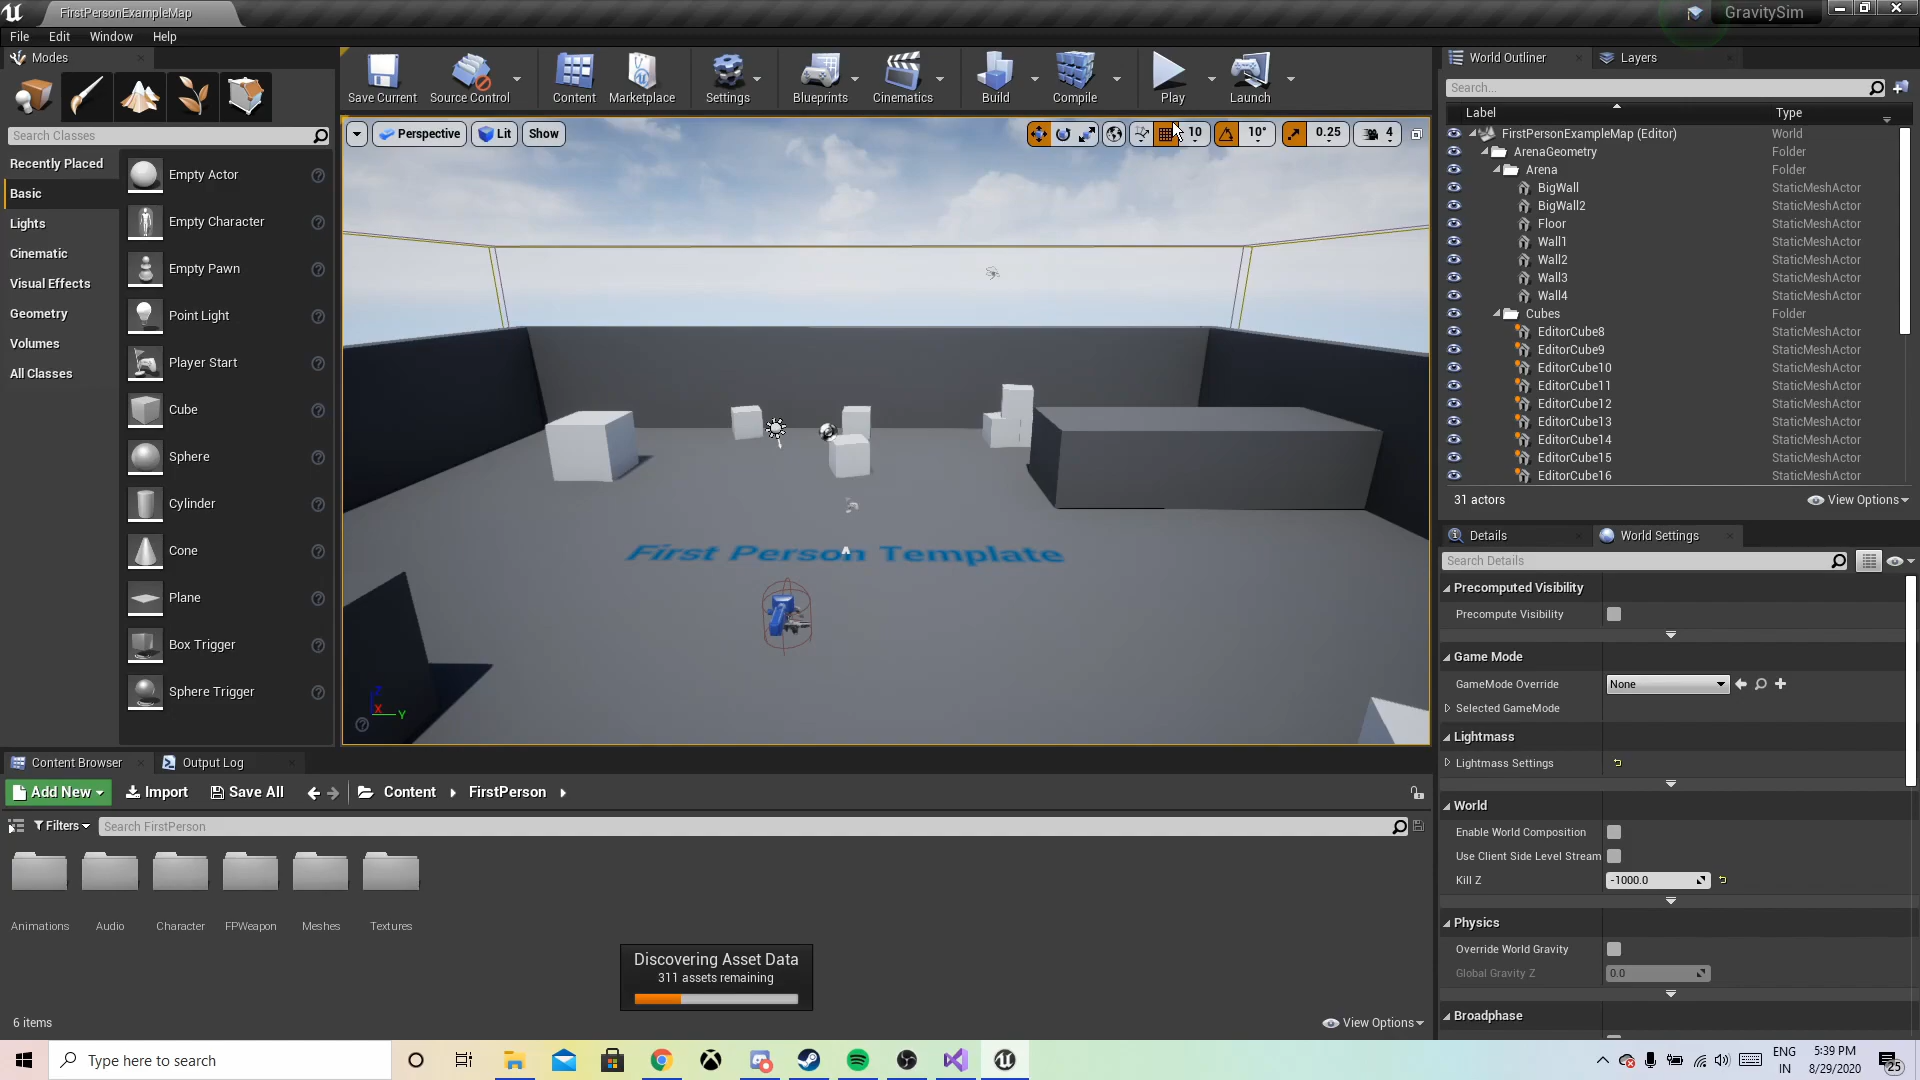 FirstPersonExampleMap
GravitySim
File Edit Window Help
Modes
Search Classes
Recently Placed
Basic
Lights
Cinematic
Visual Effects
Geometry
Volumes
All Classes
Empty Actor
Empty Character
Empty Pawn
Point Light
Player Start
Cube
Sphere
Cylinder
Cone
Plane
Box Trigger
Sphere Trigger
Save Current Source Control Content Marketplace Settings Blueprints Cinematics Build Compile Play Launch
Perspective Lit Show 10 10° 0.25 4
First Person Template
Z
X Y
World Outliner Layers
Search...
Label Type
FirstPersonExampleMap (Editor) World
ArenaGeometry Folder
Arena Folder
BigWall StaticMeshActor
BigWall2 StaticMeshActor
Floor StaticMeshActor
Wall1 StaticMeshActor
Wall2 StaticMeshActor
Wall3 StaticMeshActor
Wall4 StaticMeshActor
Cubes Folder
EditorCube8 StaticMeshActor
EditorCube9 StaticMeshActor
EditorCube10 StaticMeshActor
EditorCube11 StaticMeshActor
EditorCube12 StaticMeshActor
EditorCube13 StaticMeshActor
EditorCube14 StaticMeshActor
EditorCube15 StaticMeshActor
EditorCube16 StaticMeshActor
31 actors View Options
Details World Settings
Search Details
Precomputed Visibility
Precompute Visibility
Game Mode
GameMode Override None
Selected GameMode
Lightmass
Lightmass Settings
World
Enable World Composition
Use Client Side Level Stream
Kill Z -1000.0
Physics
Override World Gravity
Global Gravity Z 0.0
Broadphase
Content Browser Output Log
Add New Import Save All Content FirstPerson
Filters Search FirstPerson
Animations Audio Character FPWeapon Meshes Textures
Discovering Asset Data
311 assets remaining
6 items View Options
Type here to search
ENG
IN
5:39 PM
8/29/2020
25